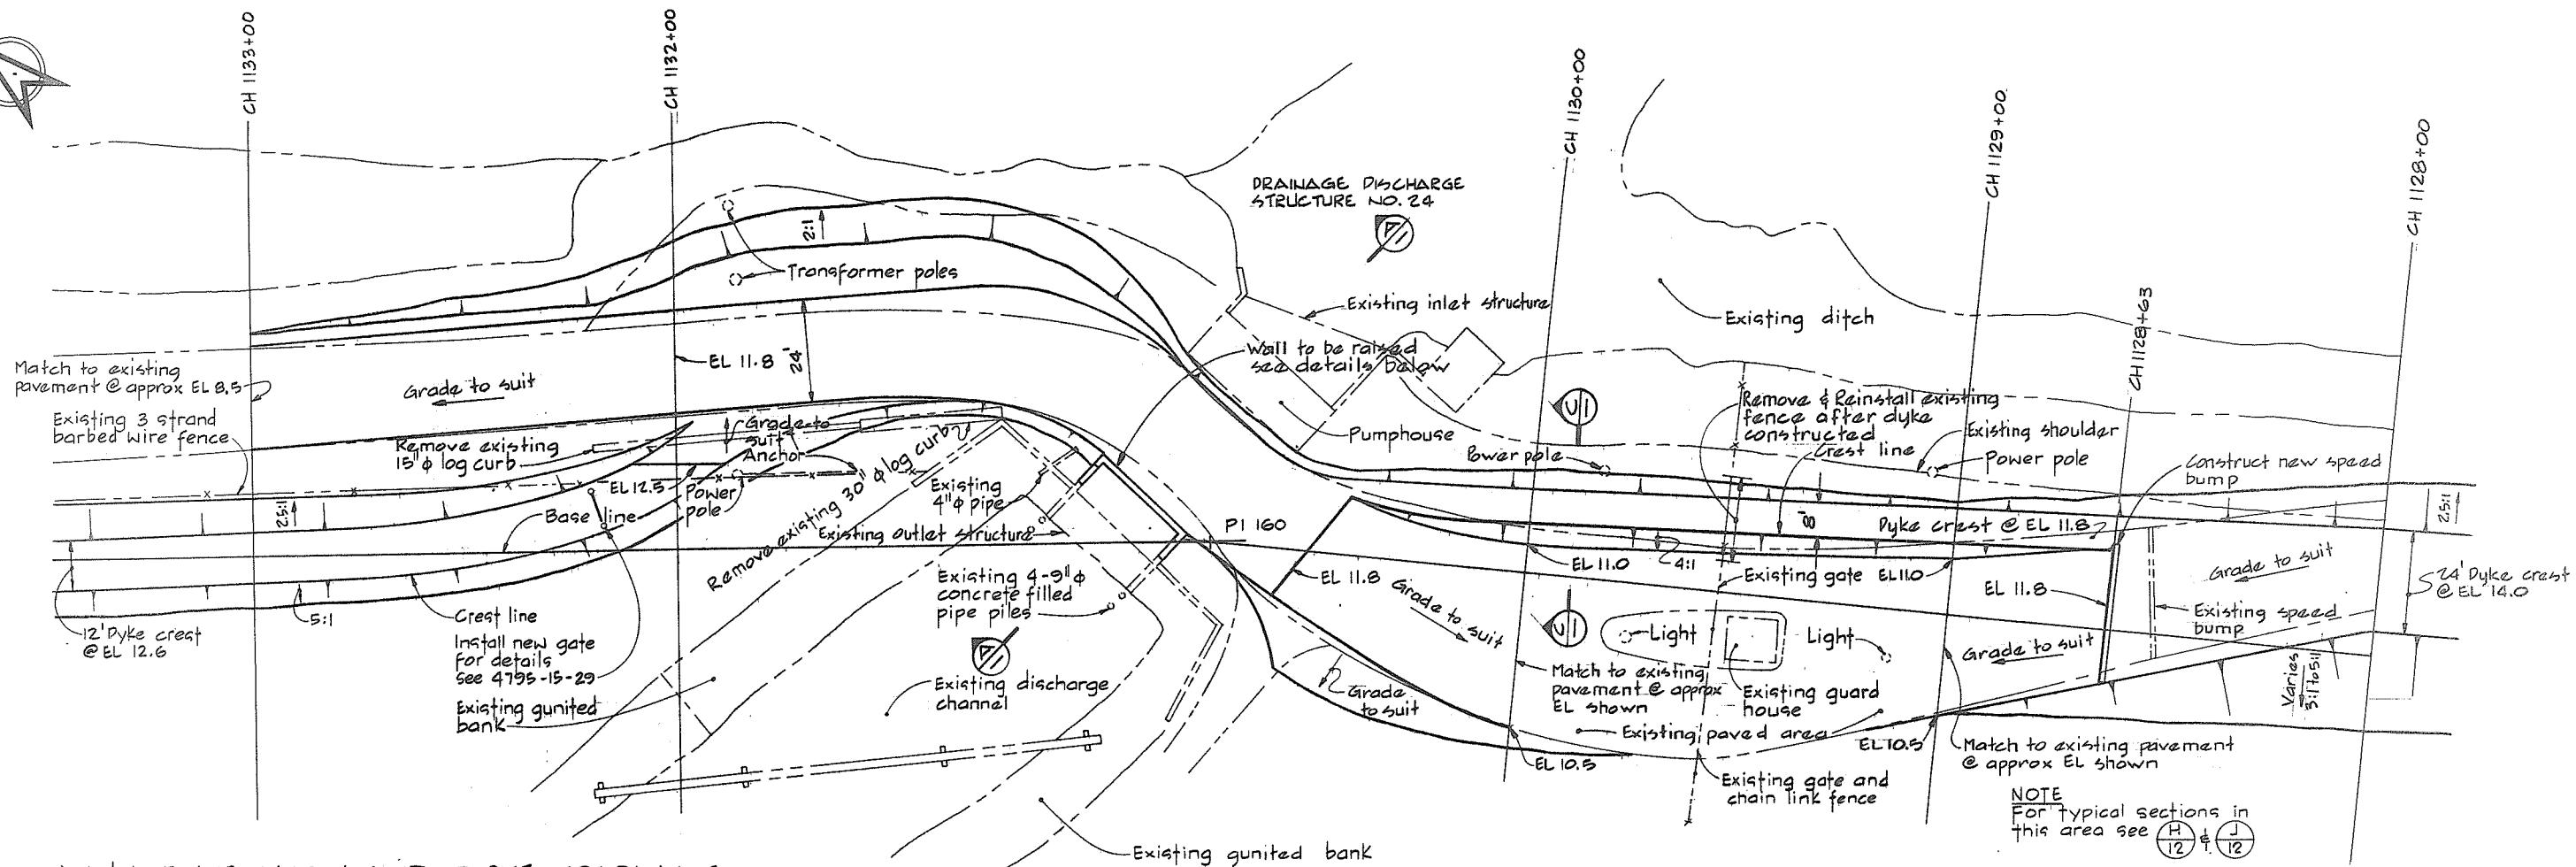 CH 1133+00
CH 1132+00
CH 1130+00
CH 1129+00
CH 1128+00
CH 1128+63
DRAINAGE DISCHARGE
STRUCTURE NO. 24
2:1
Transformer poles
Existing inlet structure
Existing ditch
Wall to be raised
see details below
EL 11.8
24'
Match to existing
pavement @ approx EL 8.5
Grade to suit
Existing 3 strand
barbed wire fence
Remove existing
15"φ log curb
Grade to
suit
Anchor
Remove existing 30"φ log curb
EL 12.5
Power
pole
Existing
4"φ pipe
2.5:1
Base line
Existing outlet structure
PI 160
Pumphouse
Power pole
Remove & Reinstall existing
fence after dyke
constructed
Crest line
Existing shoulder
Power pole
Construct new speed
bump
8'
Dyke crest @ EL 11.8
2.5:1
EL 11.0
4:1
Existing gate
EL 11.0
EL 11.8
Grade to suit
EL 11.8
Grade to suit
24' Dyke crest
@ EL 14.0
Existing speed
bump
Existing 4-9"φ
concrete filled
pipe piles
5:1
Crest line
12' Dyke crest
@ EL 12.6
Install new gate
for details
see 4795-15-29
U
1
U
1
Light
Light
Grade to suit
Match to existing
pavement @ approx
EL shown
Existing guard
house
Grade
to suit
Existing discharge
channel
Existing gunited
bank
Varies
3:1 to 5:1
Existing paved area
EL 10.5
EL 10.5
Match to existing pavement
@ approx EL shown
Existing gate and
chain link fence
NOTE
For typical sections in
this area see H 12 & J 12
Existing gunited bank